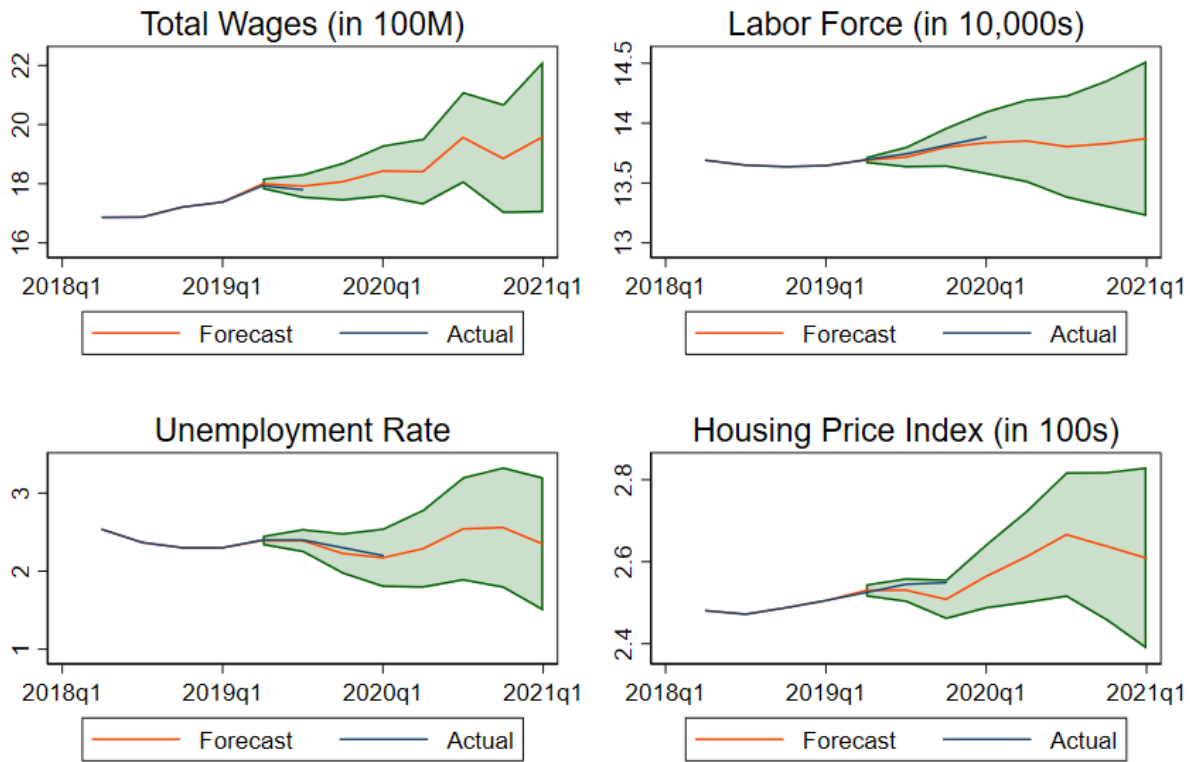 Total Wages (in 100M)
22
20
18
16
2018q1 2019q1 2020q1 2021q1
Forecast Actual
Labor Force (in 10,000s)
14.5
14
13.5
13
2018q1 2019q1 2020q1 2021q1
Forecast Actual
Unemployment Rate
3
2
1
2018q1 2019q1 2020q1 2021q1
Forecast Actual
Housing Price Index (in 100s)
2.8
2.6
2.4
2018q1 2019q1 2020q1 2021q1
Forecast Actual